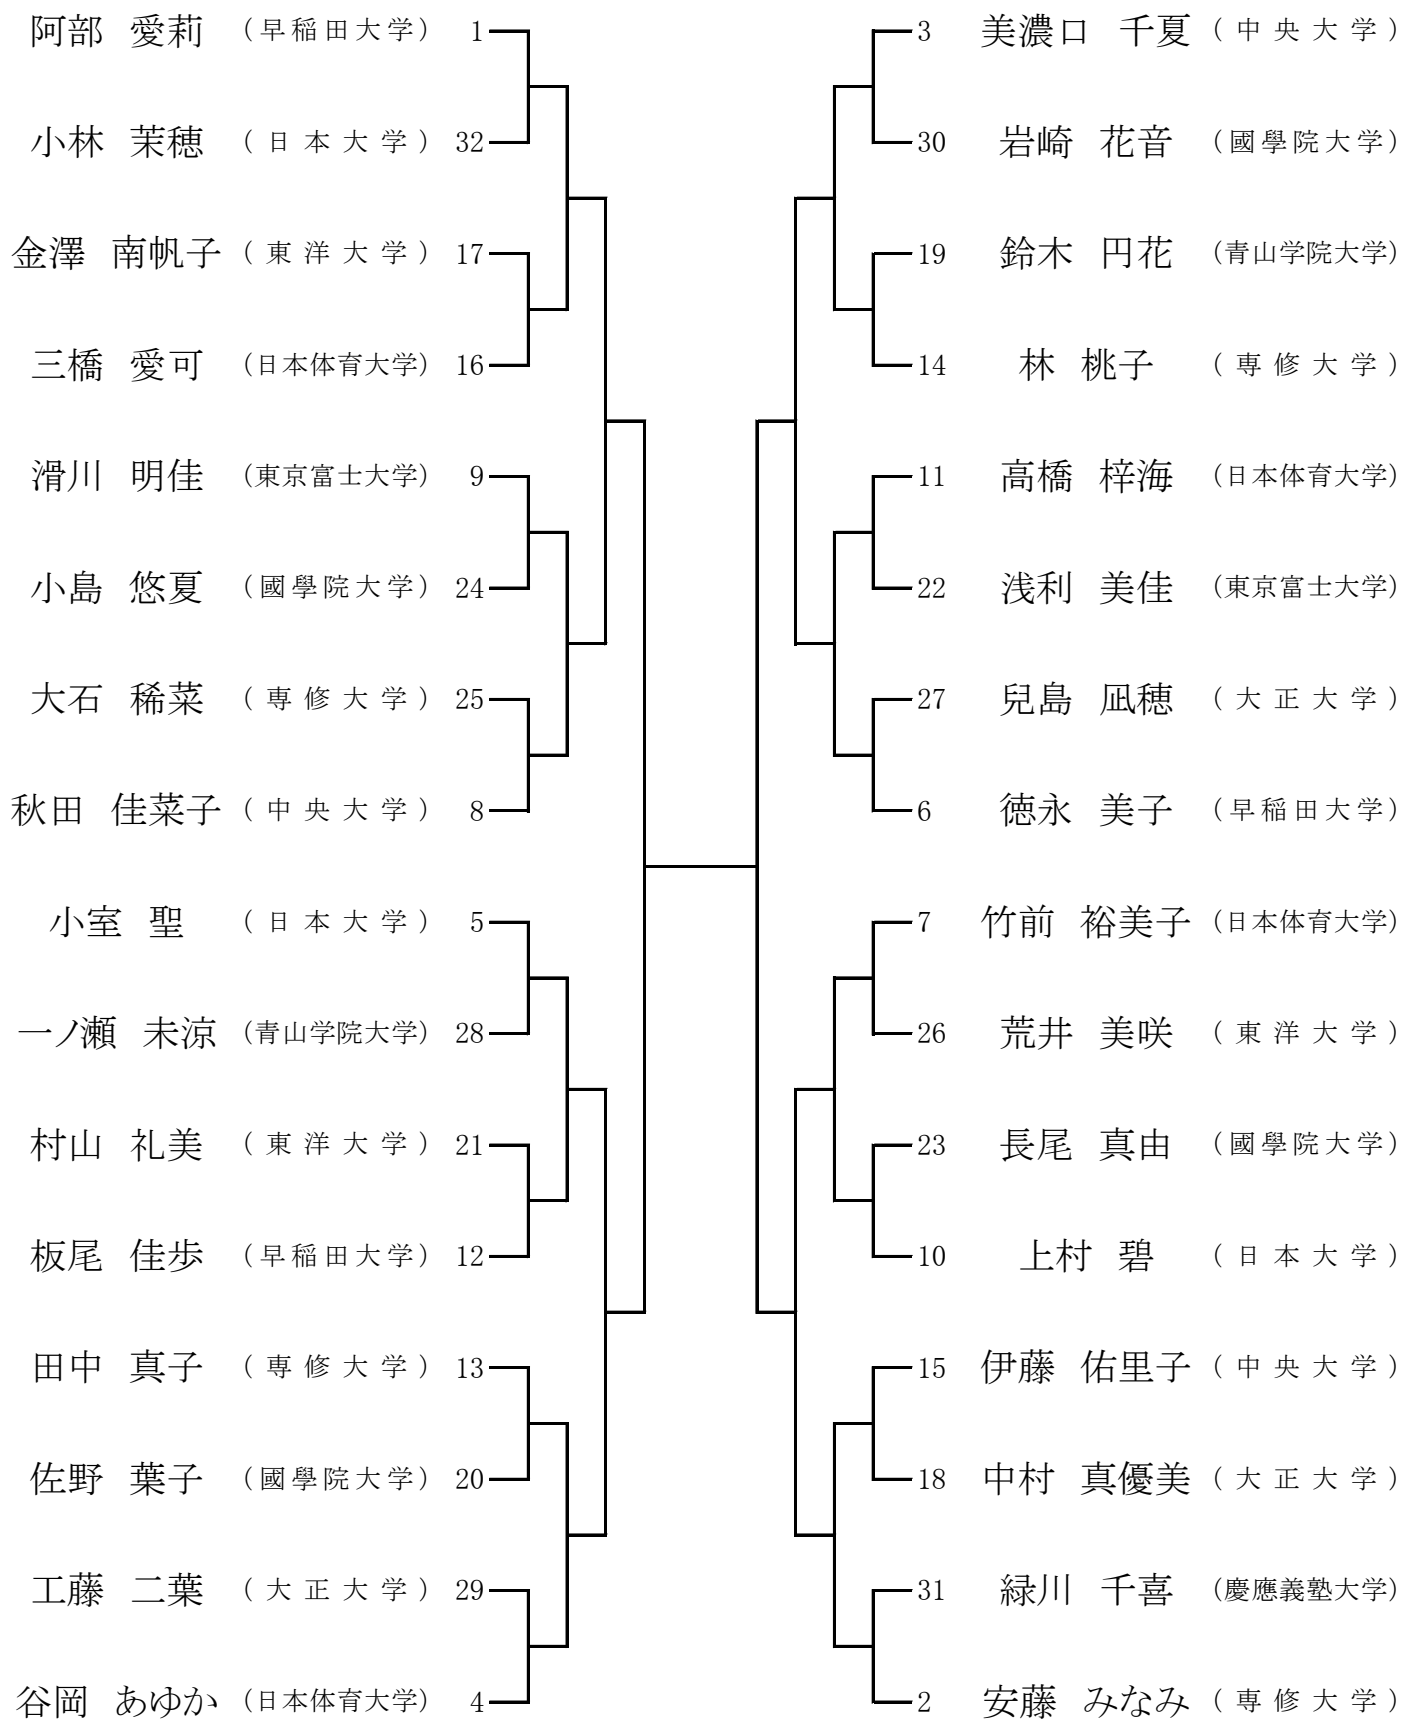 阿部 愛莉 (早稲田大学) 1
小林 茉穂 (日本大学) 32
金澤 南帆子 (東洋大学) 17
三橋 愛可 (日本体育大学) 16
滑川 明佳 (東京富士大学) 9
小島 悠夏 (國學院大学) 24
大石 稀菜 (専修大学) 25
秋田 佳菜子 (中央大学) 8
小室 聖 (日本大学) 5
一ノ瀬 未涼 (青山学院大学) 28
村山 礼美 (東洋大学) 21
板尾 佳歩 (早稲田大学) 12
田中 真子 (専修大学) 13
佐野 葉子 (國學院大学) 20
工藤 二葉 (大正大学) 29
谷岡 あゆか (日本体育大学) 4
3 美濃口 千夏 (中央大学)
30 岩崎 花音 (國學院大学)
19 鈴木 円花 (青山学院大学)
14 林 桃子 (専修大学)
11 高橋 梓海 (日本体育大学)
22 浅利 美佳 (東京富士大学)
27 兒島 凪穂 (大正大学)
6 徳永 美子 (早稲田大学)
7 竹前 裕美子 (日本体育大学)
26 荒井 美咲 (東洋大学)
23 長尾 真由 (國學院大学)
10 上村 碧 (日本大学)
15 伊藤 佑里子 (中央大学)
18 中村 真優美 (大正大学)
31 緑川 千喜 (慶應義塾大学)
2 安藤 みなみ (専修大学)